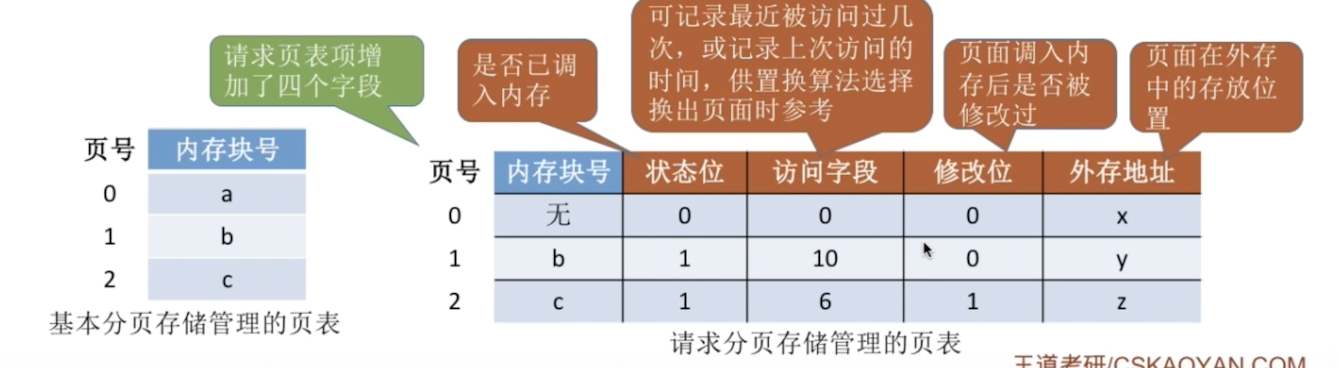 请求页表项增
加了四个字段
是否已调
入内存
可记录最近被访问过几
次，或记录上次访问的
时间，供置换算法选择
换出页面时参考
页面调入内
存后是否被
修改过
页面在外存
中的存放位
置
页号 内存块号
0 a
1 b
2 c
基本分页存储管理的页表
页号 内存块号 状态位 访问字段 修改位 外存地址
0 无 0 0 0 x
1 b 1 10 0 y
2 c 1 6 1 z
请求分页存储管理的页表
王道考研/CSKAOYAN.COM